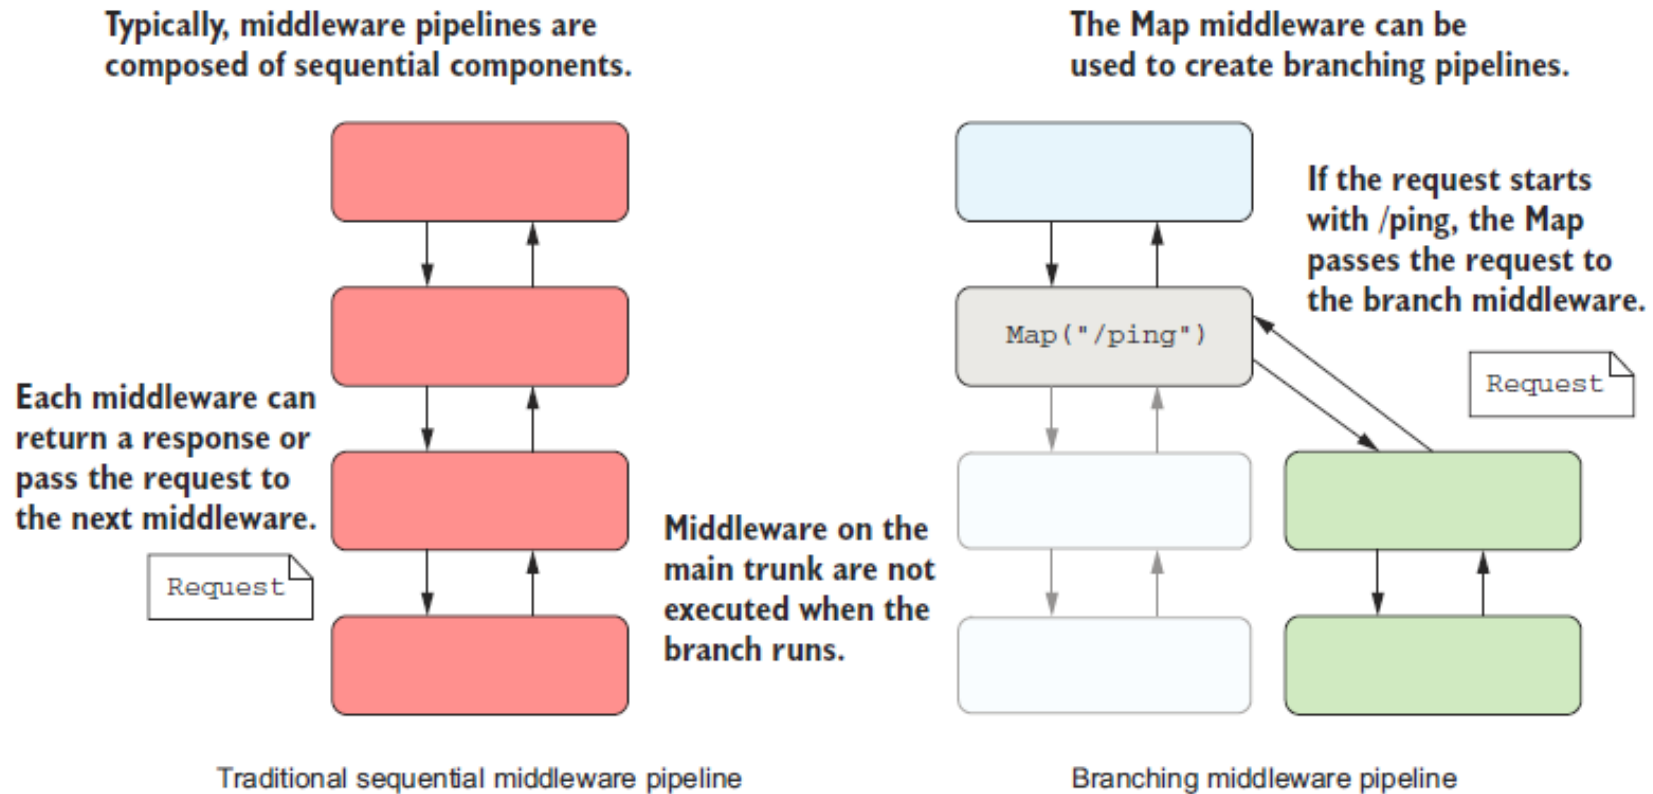 Typically, middleware pipelines are
composed of sequential components.
Each middleware can
return a response or
pass the request to
the next middleware.
Request
Traditional sequential middleware pipeline
The Map middleware can be
used to create branching pipelines.
If the request starts
with /ping, the Map
passes the request to
the branch middleware.
Map("/ping")
Request
Middleware on the
main trunk are not
executed when the
branch runs.
Branching middleware pipeline